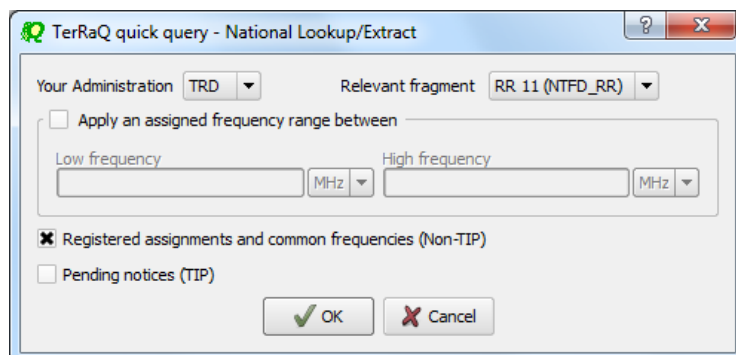 TerRaQ quick query - National Lookup/Extract
Your Administration TRD Relevant fragment RR 11 (NTFD_RR)
Apply an assigned frequency range between
Low frequency High frequency
MHz MHz
Registered assignments and common frequencies (Non-TIP)
Pending notices (TIP)
OK Cancel